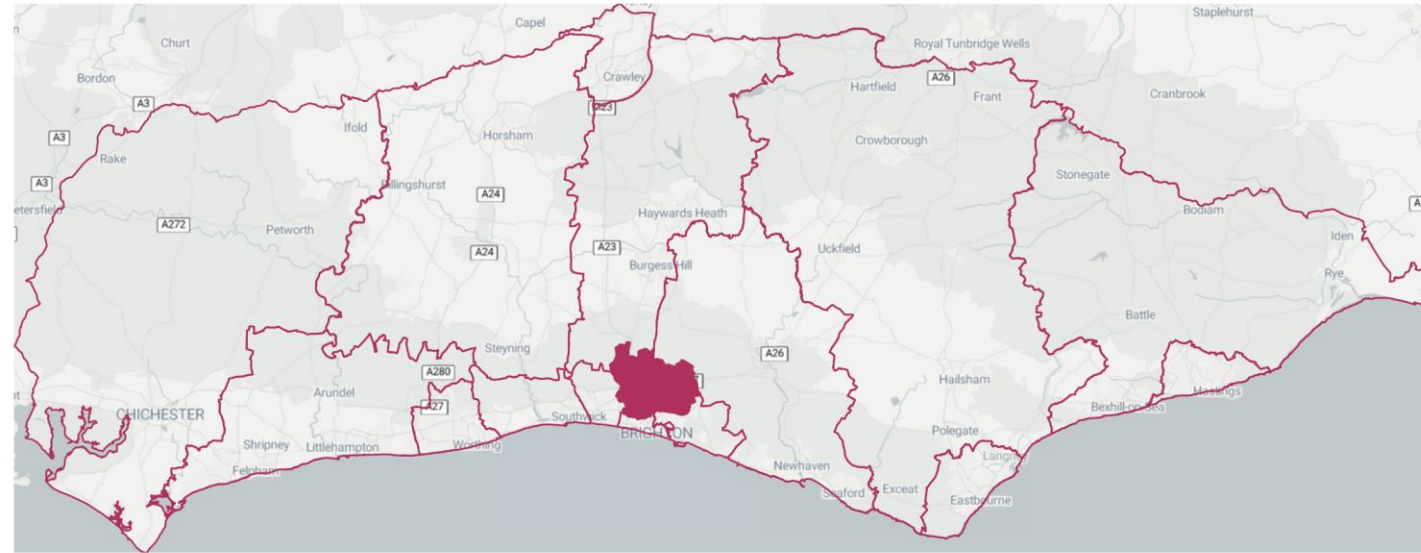 Capel
Staplehurst
Churt
Royal Tunbridge Wells
Bordon
Crawley
A26
Hartfield
Frant
Cranbrook
A3
Ifold
Horsham
Crowborough
A3
Rake
Stonegate
A3
Billingshurst
A24
Bodiam
Haywards Heath
A272
Petworth
Uckfield
Iden
A24
A23
Burgess Hill
Rye
Battle
Steyning
A26
A280
Hailsham
Arundel
Hastings
CHICHESTER
A27
Southwick
Bexhill-on-Sea
BRIGHTON
Polegate
Shripney
Littlehampton
Worthing
Felpham
Newhaven
Seaford
Exceat
Eastbourne